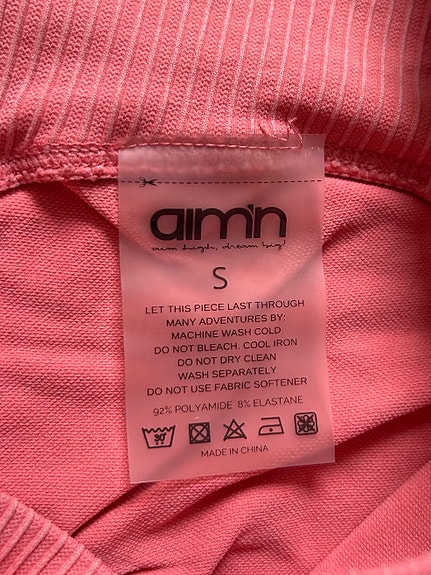 aim'n
aim high, dream big!
S
LET THIS PIECE LAST THROUGH
MANY ADVENTURES BY:
MACHINE WASH COLD
DO NOT BLEACH. COOL IRON
DO NOT DRY CLEAN
WASH SEPARATELY
DO NOT USE FABRIC SOFTENER
92% POLYAMIDE 8% ELASTANE
30°
MADE IN CHINA